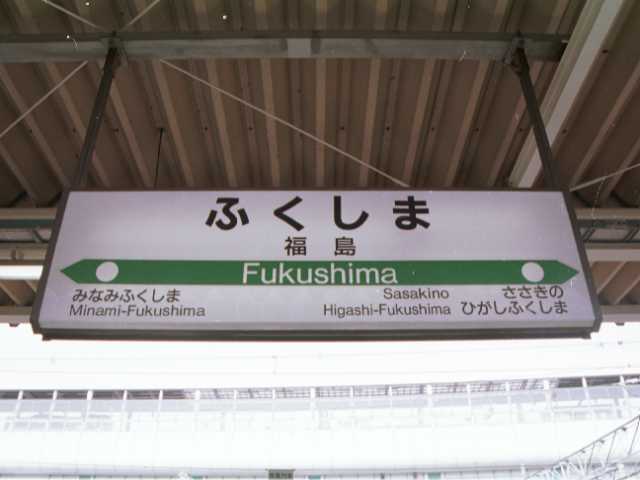 ふくしま
福島
Fukushima
みなみふくしま
Minami-Fukushima
Sasakino ささきの
Higashi-Fukushima ひがしふくしま